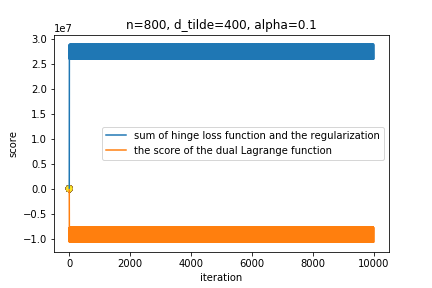 n=800, d_tilde=400, alpha=0.1
1e7
3.0
2.5
2.0
1.5
1.0
0.5
0.0
−0.5
−1.0
score
sum of hinge loss function and the regularization
the score of the dual Lagrange function
0 2000 4000 6000 8000 10000
iteration